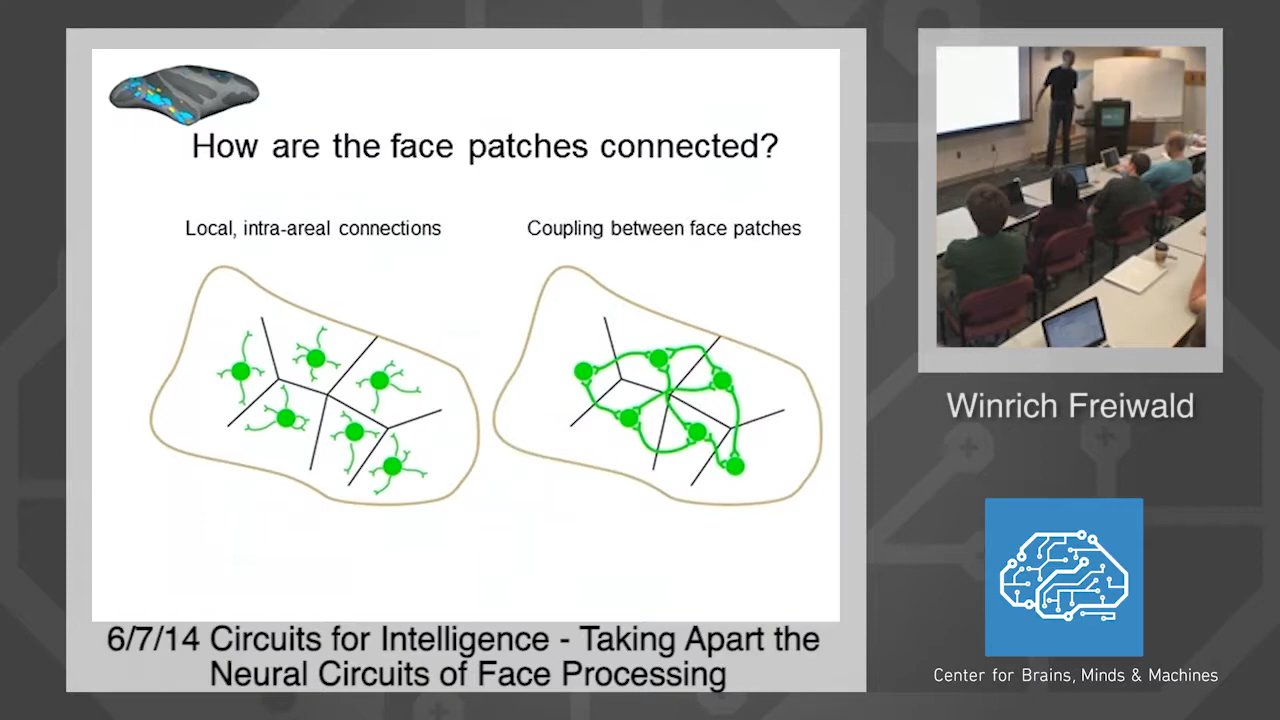 How are the face patches connected?
Local, intra-areal connections
Coupling between face patches
6/7/14 Circuits for Intelligence - Taking Apart the
Neural Circuits of Face Processing
Winrich Freiwald
Center for Brains, Minds & Machines